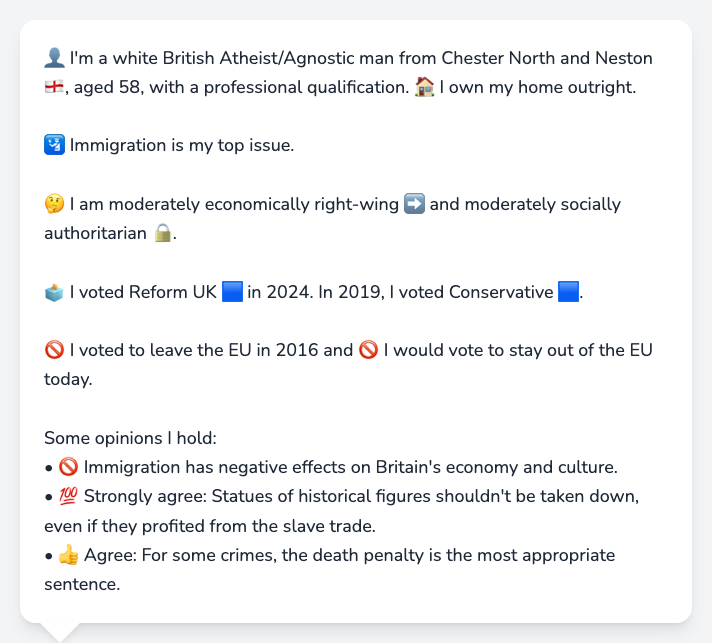 👤 I'm a white British Atheist/Agnostic man from Chester North and Neston
🏴󠁧󠁢󠁥󠁮󠁧󠁿, aged 58, with a professional qualification. 🏠 I own my home outright.
🛂 Immigration is my top issue.
🤔 I am moderately economically right-wing ➡️ and moderately socially
authoritarian 🔒.
🗳️ I voted Reform UK 🟦 in 2024. In 2019, I voted Conservative 🟦.
🚫 I voted to leave the EU in 2016 and 🚫 I would vote to stay out of the EU
today.
Some opinions I hold:
• 🚫 Immigration has negative effects on Britain's economy and culture.
• 💯 Strongly agree: Statues of historical figures shouldn't be taken down,
even if they profited from the slave trade.
• 👍 Agree: For some crimes, the death penalty is the most appropriate
sentence.